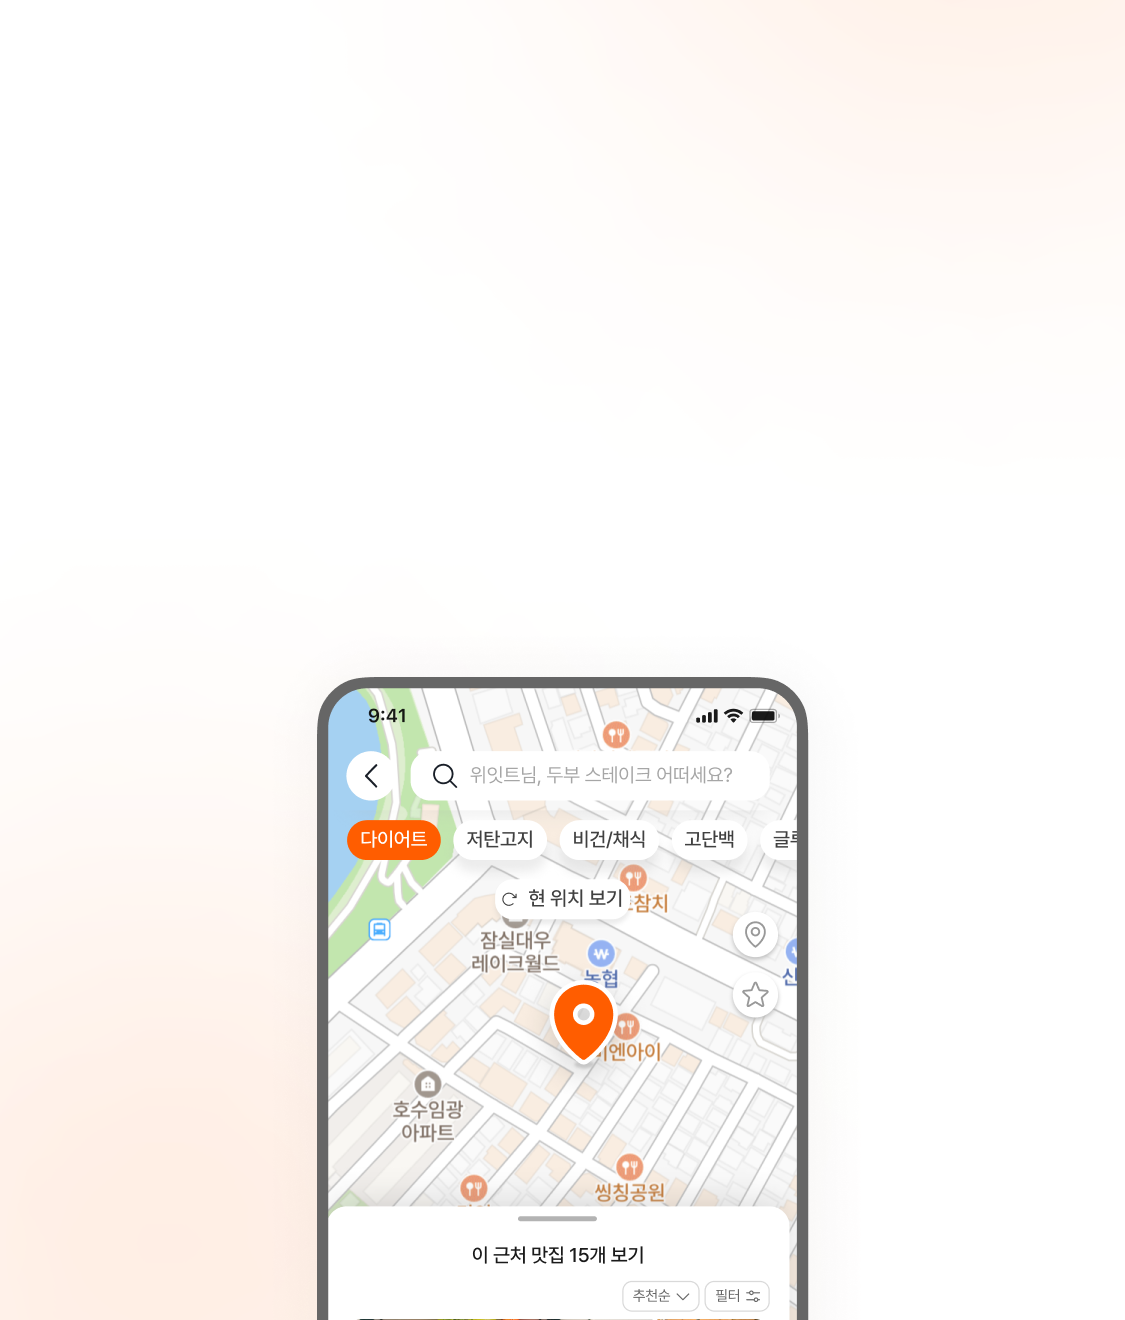 9:41
위잇트님, 두부 스테이크 어떠세요?
다이어트
저탄고지
비건/채식
고단백
현 위치 보기
참치
잠실대우
레이크월드
농협
엔아이
호수임광
아파트
씽칭공원
이 근처 맛집 15개 보기
추천순
필터